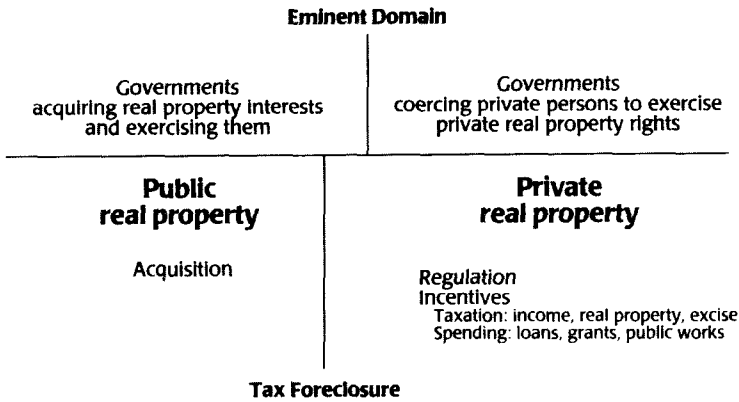 Eminent Domain
Governments
acquiring real property interests
and exercising them
Governments
coercing private persons to exercise
private real property rights
Public
real property
Private
real property
Acquisition
Regulation
Incentives
Taxation: income, real property, excise
Spending: loans, grants, public works
Tax Foreclosure